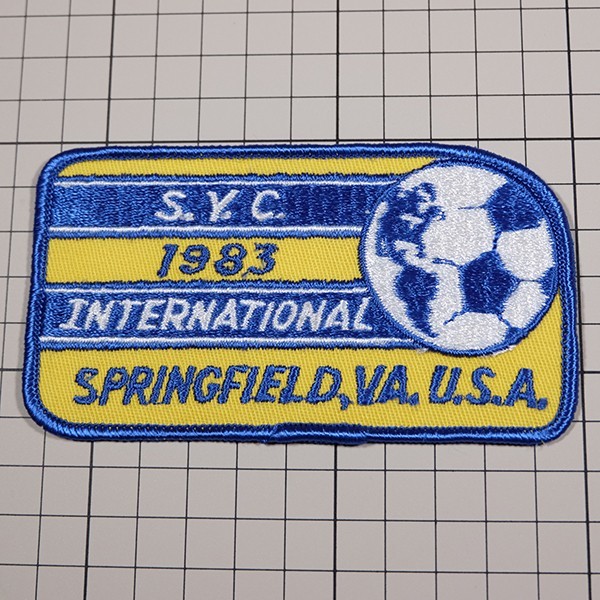 S.Y.C.
1983
INTERNATIONAL
SPRINGFIELD, VA. U.S.A.